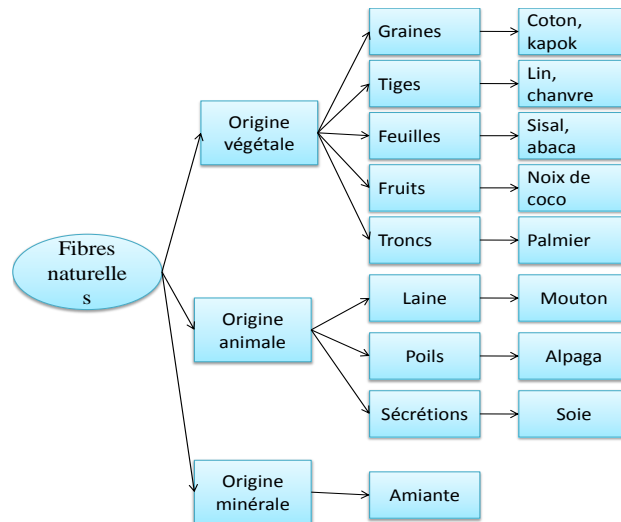 Graines
Coton,
kapok
Tiges
Lin,
chanvre
Origine
végétale
Feuilles
Sisal,
abaca
Fruits
Noix de
coco
Troncs
Palmier
Fibres
naturelle
s
Origine
animale
Laine
Mouton
Poils
Alpaga
Sécrétions
Soie
Origine
minérale
Amiante